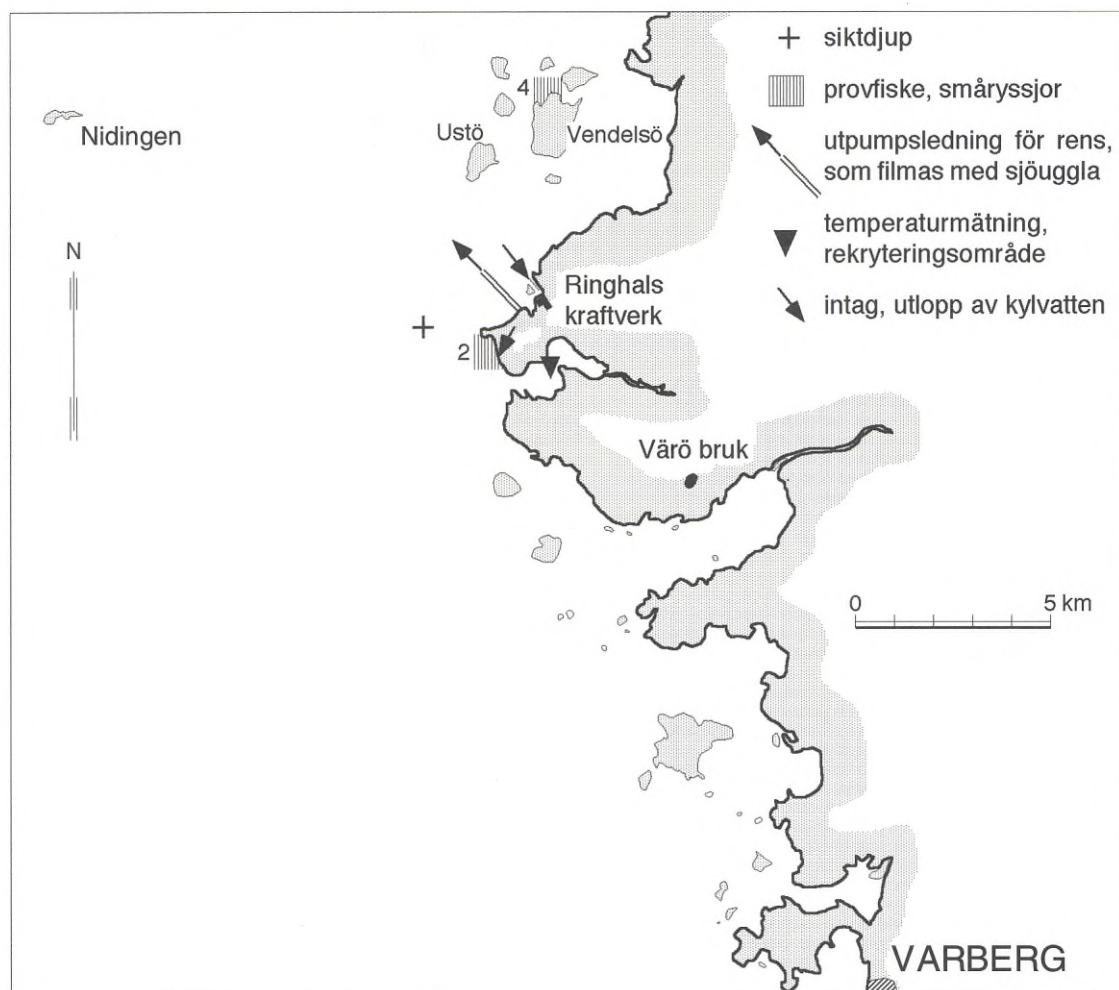 + siktdjup
provfiske, småryssjor
utpumpsledning för rens,
som filmas med sjöuggla
temperaturmätning,
rekryteringsområde
intag, utlopp av kylvatten
4
Nidingen
Ustö
Vendelsö
N
Ringhals
kraftverk
2
Värö bruk
0 5 km
VARBERG